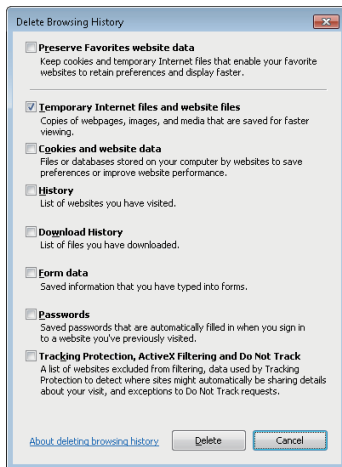 Delete Browsing History
Preserve Favorites website data
Keep cookies and temporary Internet files that enable your favorite
websites to retain preferences and display faster.
Temporary Internet files and website files
Copies of webpages, images, and media that are saved for faster
viewing.
Cookies and website data
Files or databases stored on your computer by websites to save
preferences or improve website performance.
History
List of websites you have visited.
Download History
List of files you have downloaded.
Form data
Saved information that you have typed into forms.
Passwords
Saved passwords that are automatically filled in when you sign in
to a website you've previously visited.
Tracking Protection, ActiveX Filtering and Do Not Track
A list of websites excluded from filtering, data used by Tracking
Protection to detect where sites might automatically be sharing details
about your visit, and exceptions to Do Not Track requests.
About deleting browsing history Delete Cancel